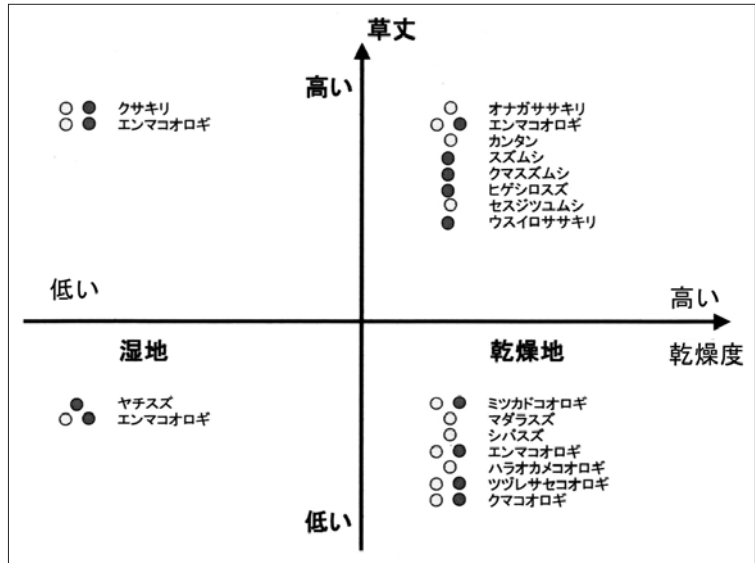 草丈
高い
クサキリ
エンマコオロギ
オナガササキリ
エンマコオロギ
カンタン
スズムシ
クマスズムシ
ヒゲシロスズ
セスジツユムシ
ウスイロササキリ
低い
高い
湿地
乾燥地
乾燥度
ヤチスズ
エンマコオロギ
ミツカドコオロギ
マダラスズ
シバスズ
エンマコオロギ
ハラオカメコオロギ
ツヅレサセコオロギ
クマコオロギ
低い